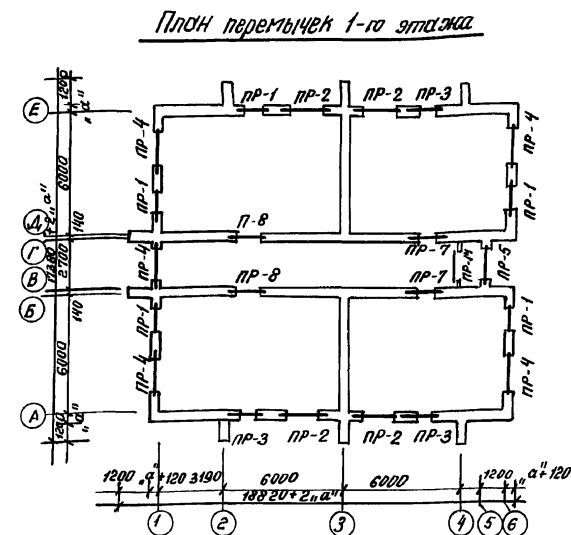 План перемычек 1-го этажа
ПР-1 ПР-2 ПР-2 ПР-3
Е
1200
"а"
ПР-4
ПР-4
6000
ПР-1
ПР-1
Д
140
П-8
Г
2700
ПР-4
ПР-7
ПР-14
ПР-5
В
ПР-8
ПР-7
Б
140
ПР-1
ПР-1
6000
ПР-4
ПР-4
А
"а"
1200
ПР-3 ПР-2 ПР-2 ПР-3
1200 "а"+120 3190 6000 6000 1200 "а"+120
18820+2"а"
1 2 3 4 5 6